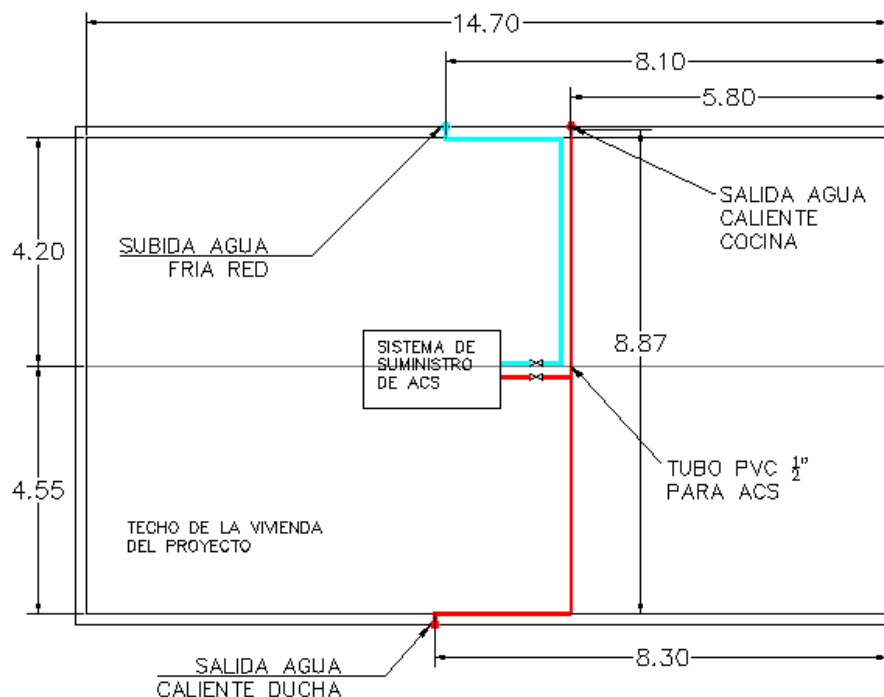 14.70
8.10
5.80
SALIDA AGUA
CALIENTE
COCINA
SUBIDA AGUA
FRIA RED
4.20
SISTEMA DE
SUMINISTRO
DE ACS
8.87
TUBO PVC ½"
PARA ACS
4.55
TECHO DE LA VIVIENDA
DEL PROYECTO
SALIDA AGUA
CALIENTE DUCHA
8.30